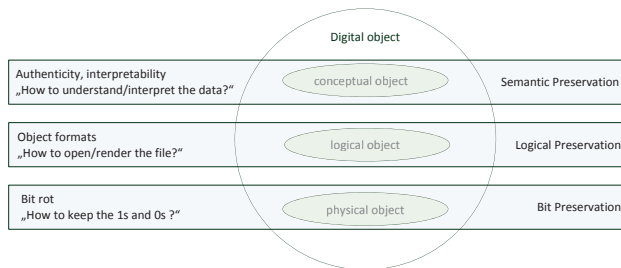 Digital object
Authenticity, interpretability
„How to understand/interpret the data?“
conceptual object
Semantic Preservation
Object formats
„How to open/render the file?“
logical object
Logical Preservation
Bit rot
„How to keep the 1s and 0s ?“
physical object
Bit Preservation